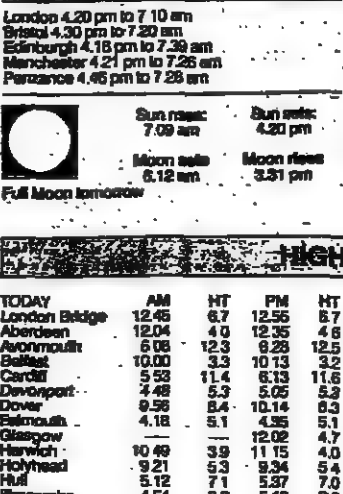 London 4.20 pm to 7 10 am
Bristol 4.30 pm to 7.20 am
Edinburgh 4.18 pm to 7.39 am
Manchester 4.21 pm to 7.26 am
Penzance 4.46 pm to 7 28 am
Sun rises: Sun sets:
7.09 am 4.20 pm
Moon sets Moon rises
6.12 am 3.31 pm
Full Moon tomorrow
HIGH
TODAY AM HT PM HT
London Bridge 12.45 6.7 12.55 6.7
Aberdeen 12.04 4 0 12.35 4 6
Avonmouth 6 08 12.3 6.28 12.5
Belfast 10.00 3.3 10 13 3.2
Cardiff 5 53 11.4 6.13 11.6
Devonport 4 48 5.3 5.05 5.3
Dover 9.56 6.4 10.14 6.3
Falmouth 4.18 5.1 4.35 5.1
Glasgow — — 12.02 4.7
Harwich 10 49 3.9 11 15 4.0
Holyhead 9 21 5.3 9.34 5 4
Hull 5.12 7 1 5.37 7.0